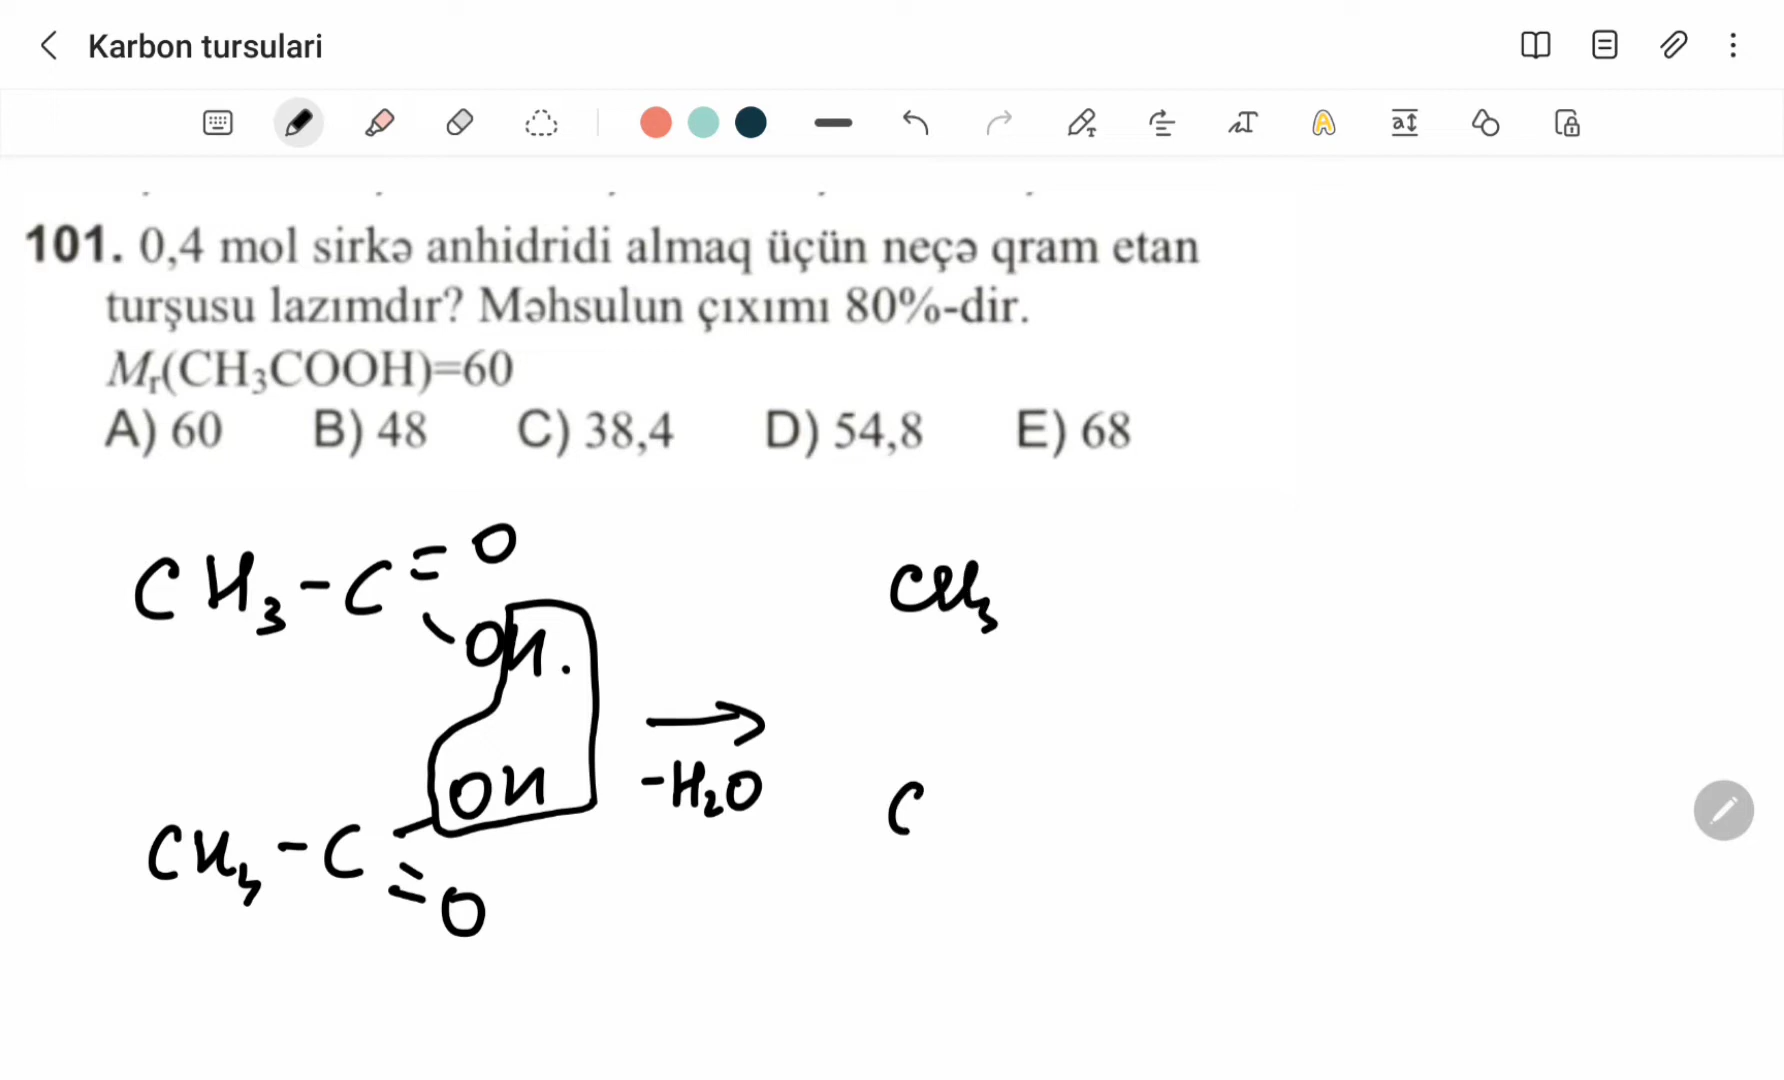 Karbon tursulari
101. 0,4 mol sirkə anhidridi almaq üçün neçə qram etan
turşusu lazımdır? Məhsulun çıxımı 80%-dir.
Mr(CH₃COOH)=60
A) 60 B) 48 C) 38,4 D) 54,8 E) 68
CH₃-C=O
OH.
OH
CH₃-C=O
-H₂O
CH₃
C